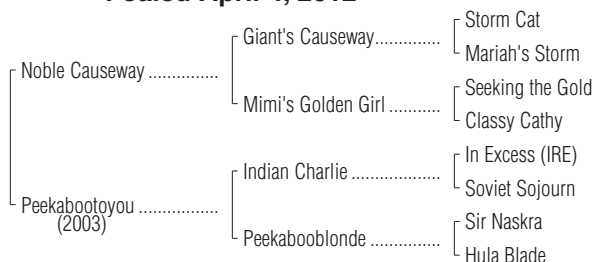 Foaled April 2012
Storm Cat
Giant's Causeway..............
Mariah's Storm
Noble Causeway ...............
Seeking the Gold
Mimi's Golden Girl ...........
Classy Cathy
In Excess (IRE)
Indian Charlie ...................
Soviet Sojourn
Peekabootoyou .................
(2003)
Sir Naskra
Peekabooblonde ...............
Hula Blade